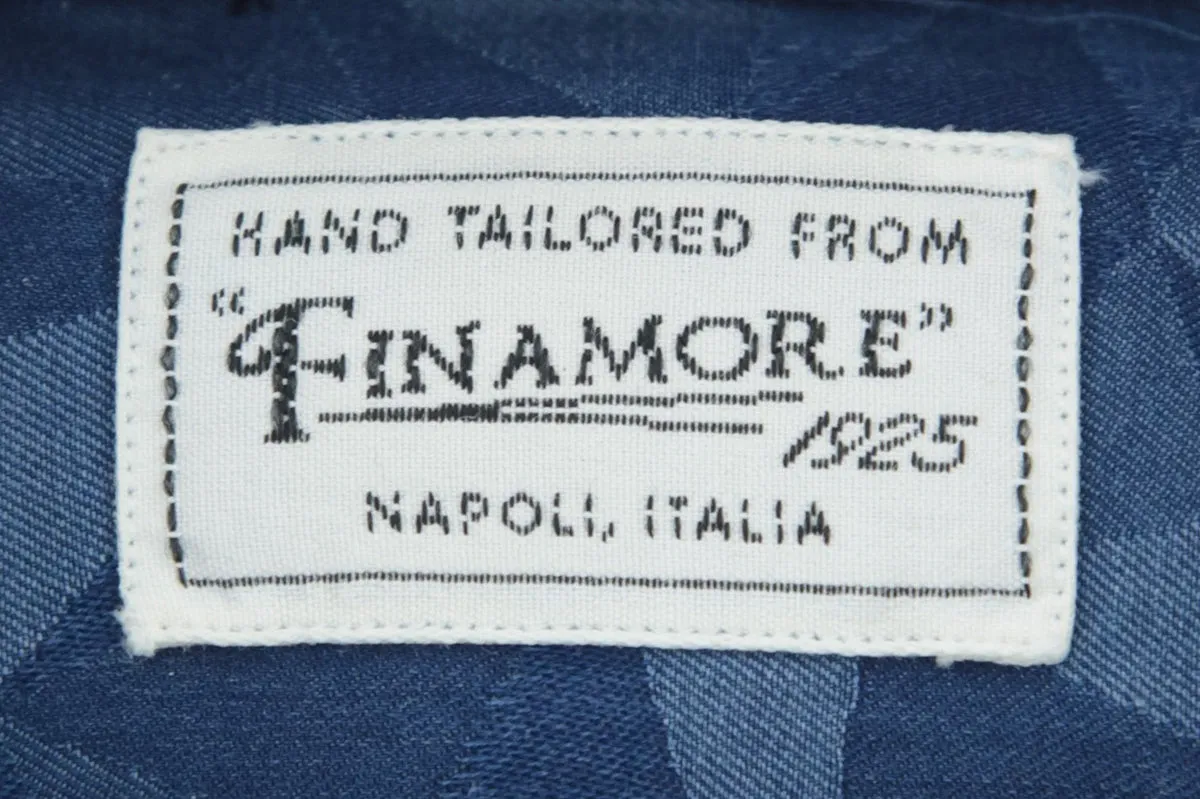 HAND TAILORED FROM
"FINAMORE"
1925
NAPOLI, ITALIA